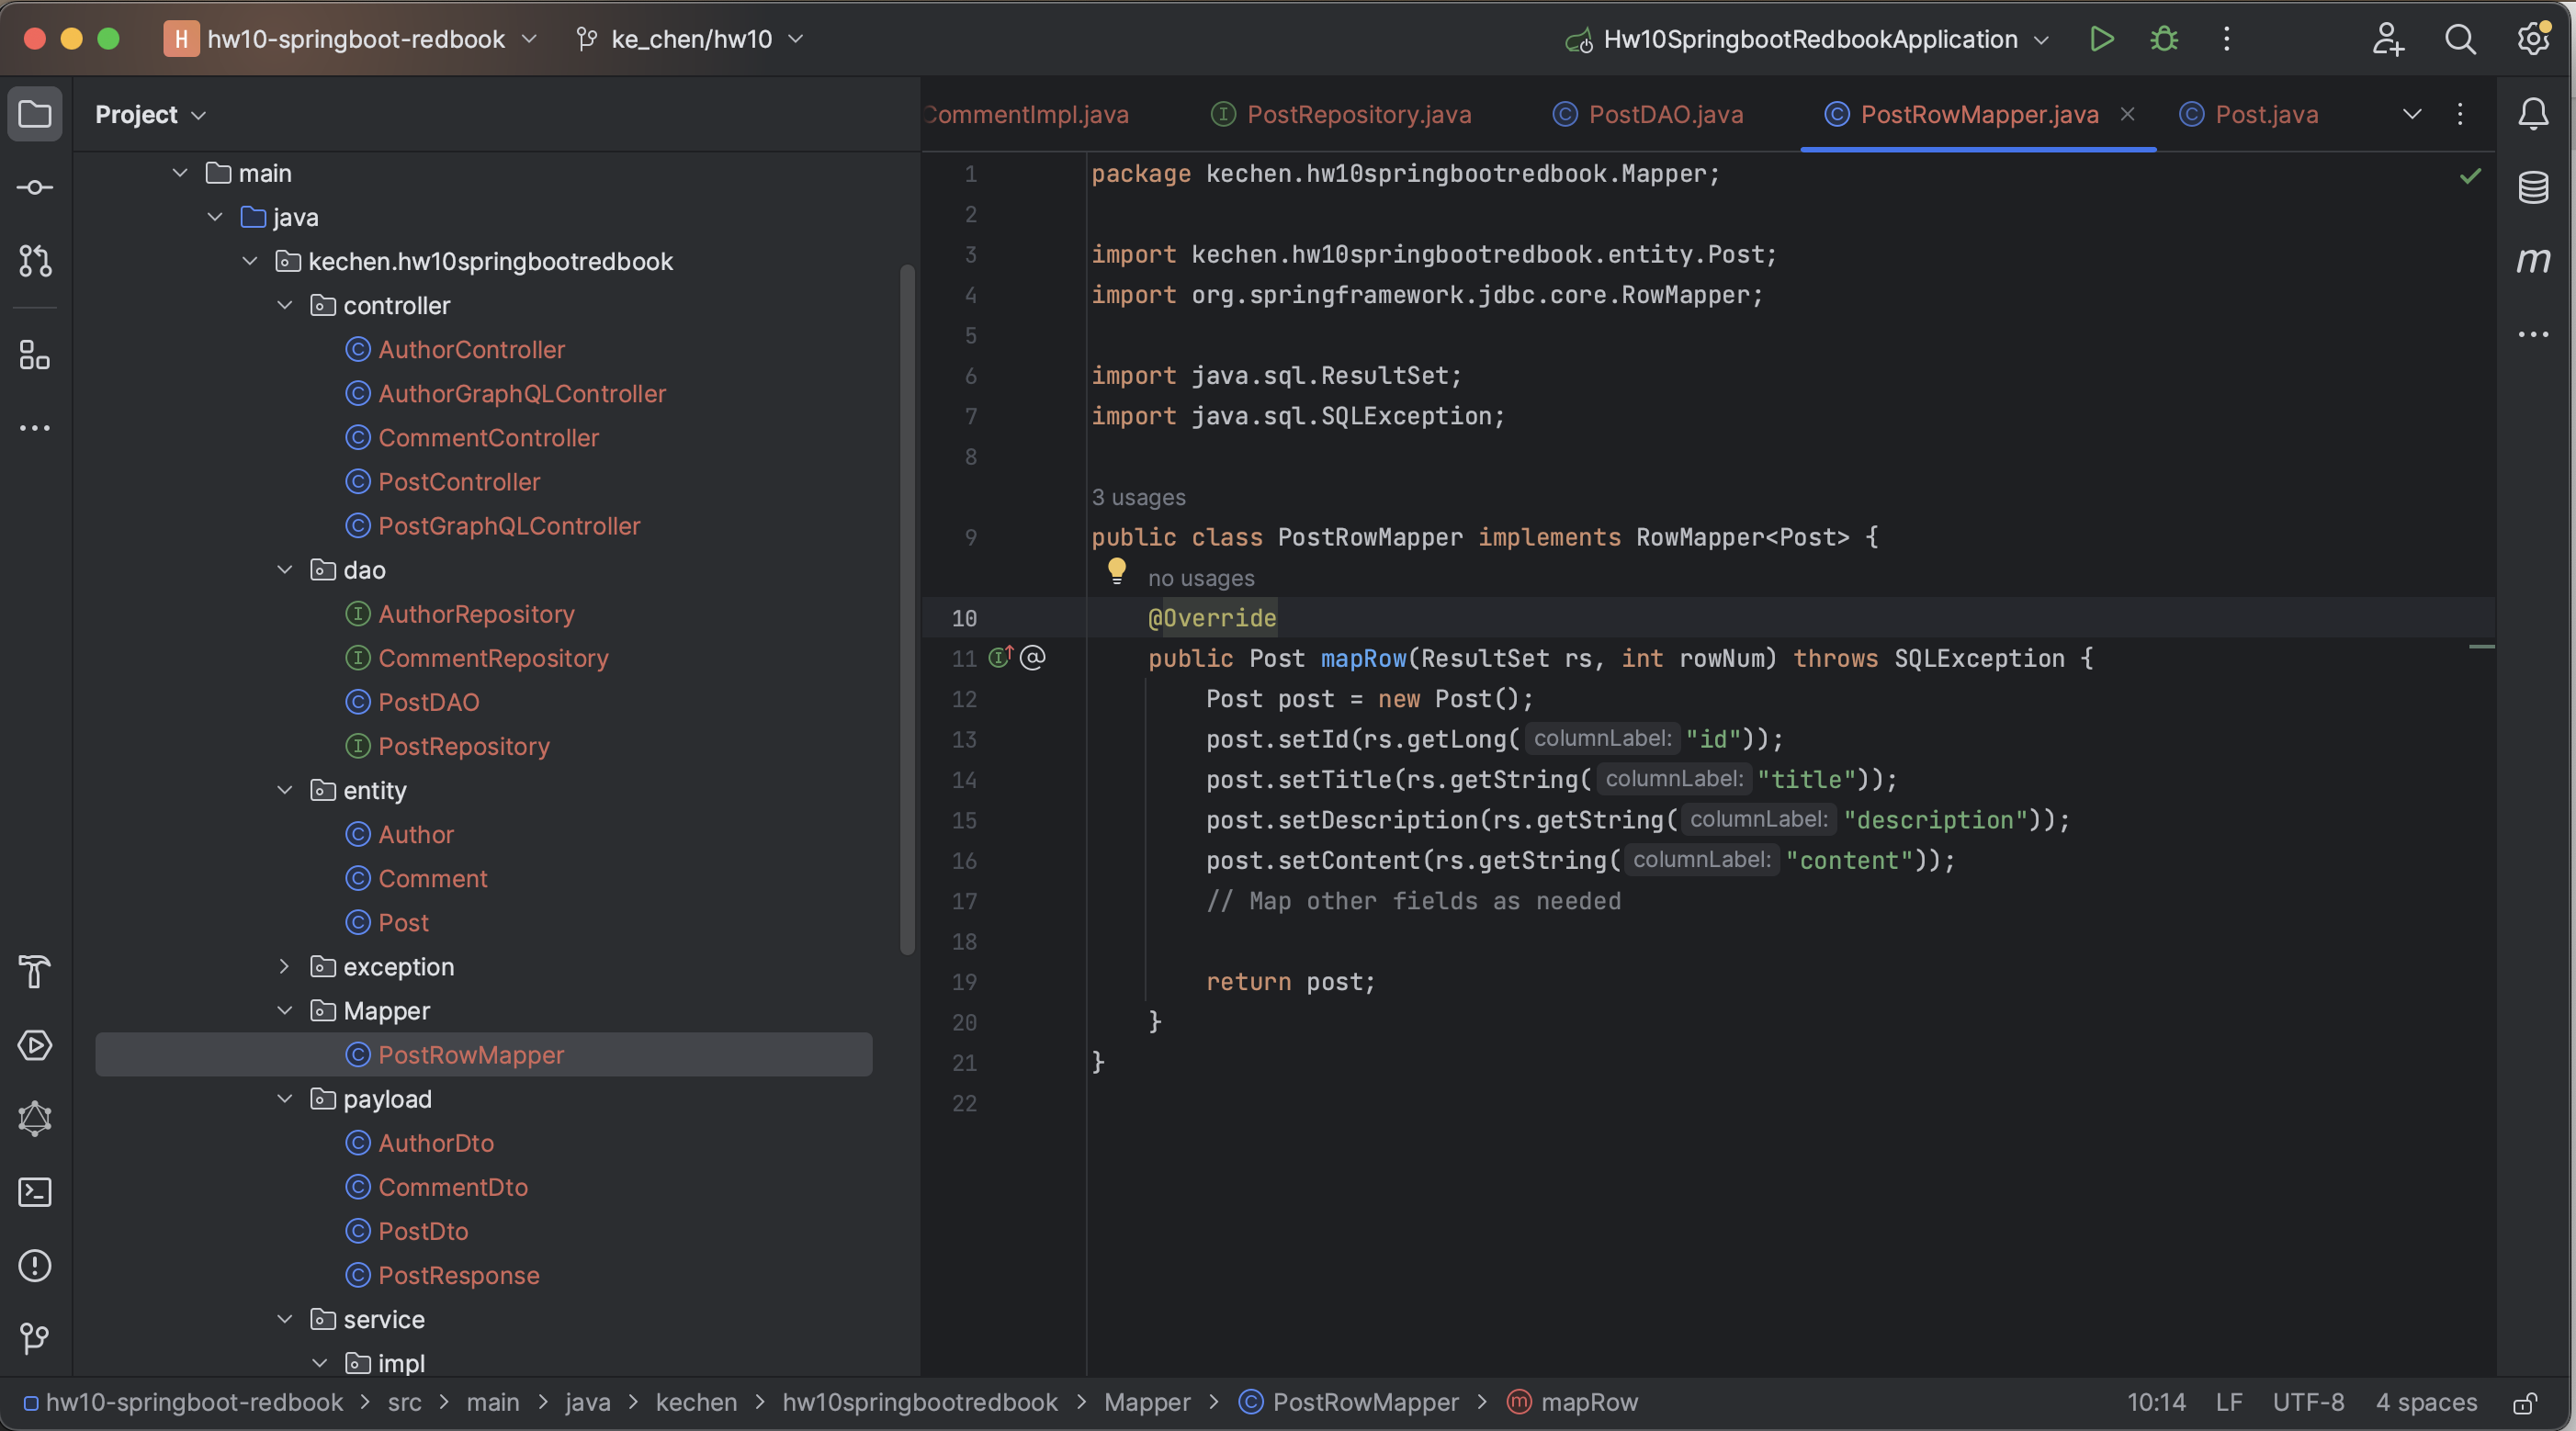 H hw10-springboot-redbook ke_chen/hw10 Hw10SpringbootRedbookApplication
Project
main
java
kechen.hw10springbootredbook
controller
AuthorController
AuthorGraphQLController
CommentController
PostController
PostGraphQLController
dao
AuthorRepository
CommentRepository
PostDAO
PostRepository
entity
Author
Comment
Post
exception
Mapper
PostRowMapper
payload
AuthorDto
CommentDto
PostDto
PostResponse
service
impl
CommentImpl.java PostRepository.java PostDAO.java PostRowMapper.java Post.java
1 package kechen.hw10springbootredbook.Mapper;
2
3 import kechen.hw10springbootredbook.entity.Post;
4 import org.springframework.jdbc.core.RowMapper;
5
6 import java.sql.ResultSet;
7 import java.sql.SQLException;
8
3 usages
9 public class PostRowMapper implements RowMapper<Post> {
no usages
10 @Override
11 public Post mapRow(ResultSet rs, int rowNum) throws SQLException {
12 Post post = new Post();
13 post.setId(rs.getLong( columnLabel: "id"));
14 post.setTitle(rs.getString( columnLabel: "title"));
15 post.setDescription(rs.getString( columnLabel: "description"));
16 post.setContent(rs.getString( columnLabel: "content"));
17 // Map other fields as needed
18
19 return post;
20 }
21 }
22
hw10-springboot-redbook > src > main > java > kechen > hw10springbootredbook > Mapper > PostRowMapper > mapRow 10:14 LF UTF-8 4 spaces